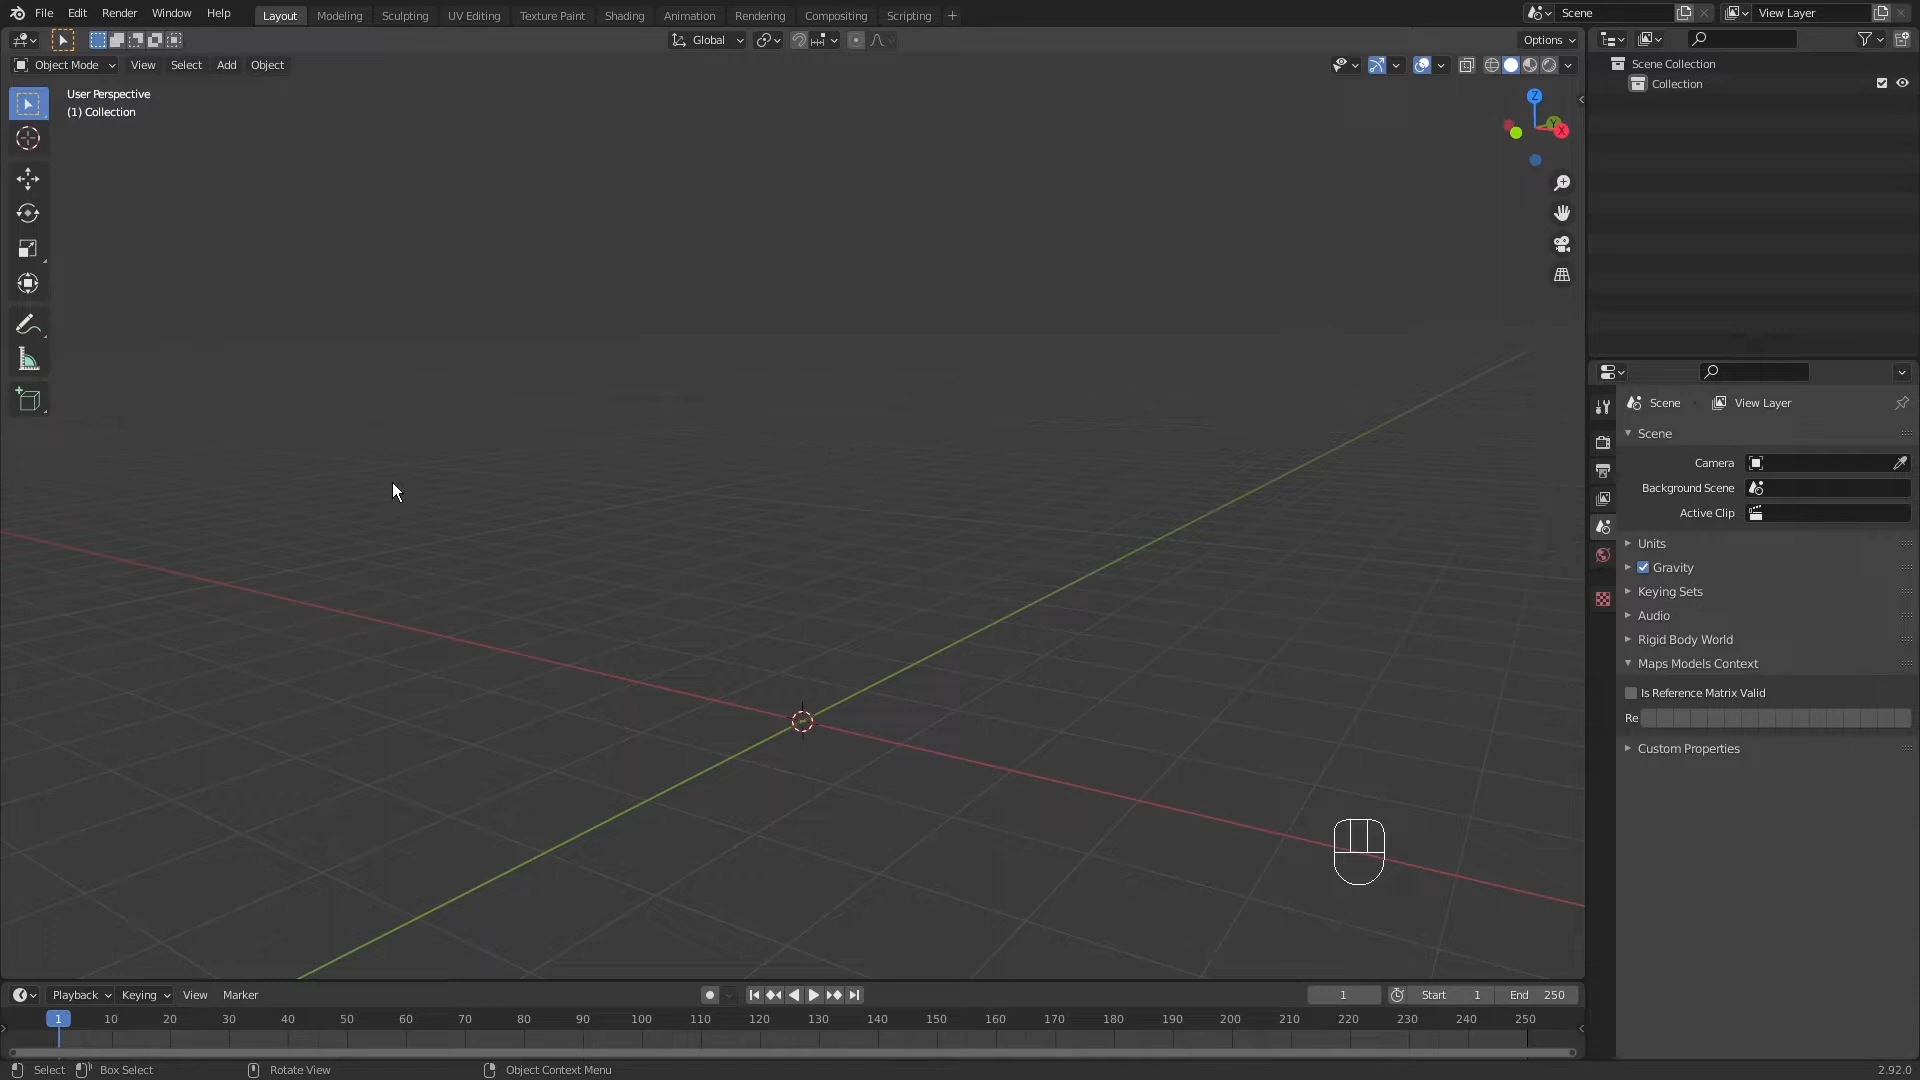 File Edit Render Window Help Layout Modeling Sculpting UV Editing Texture Paint Shading Animation Rendering Compositing Scripting + Scene View Layer
Global Options
Object Mode View Select Add Object
User Perspective
(1) Collection
Z
Y
X
Scene Collection
Collection
Scene View Layer
Scene
Camera
Background Scene
Active Clip
Units
Gravity
Keying Sets
Audio
Rigid Body World
Maps Models Context
Is Reference Matrix Valid
Re
Custom Properties
Playback Keying View Marker 1 Start 1 End 250
1 10 20 30 40 50 60 70 80 90 100 110 120 130 140 150 160 170 180 190 200 210 220 230 240 250
Select Box Select Rotate View Object Context Menu 2.92.0